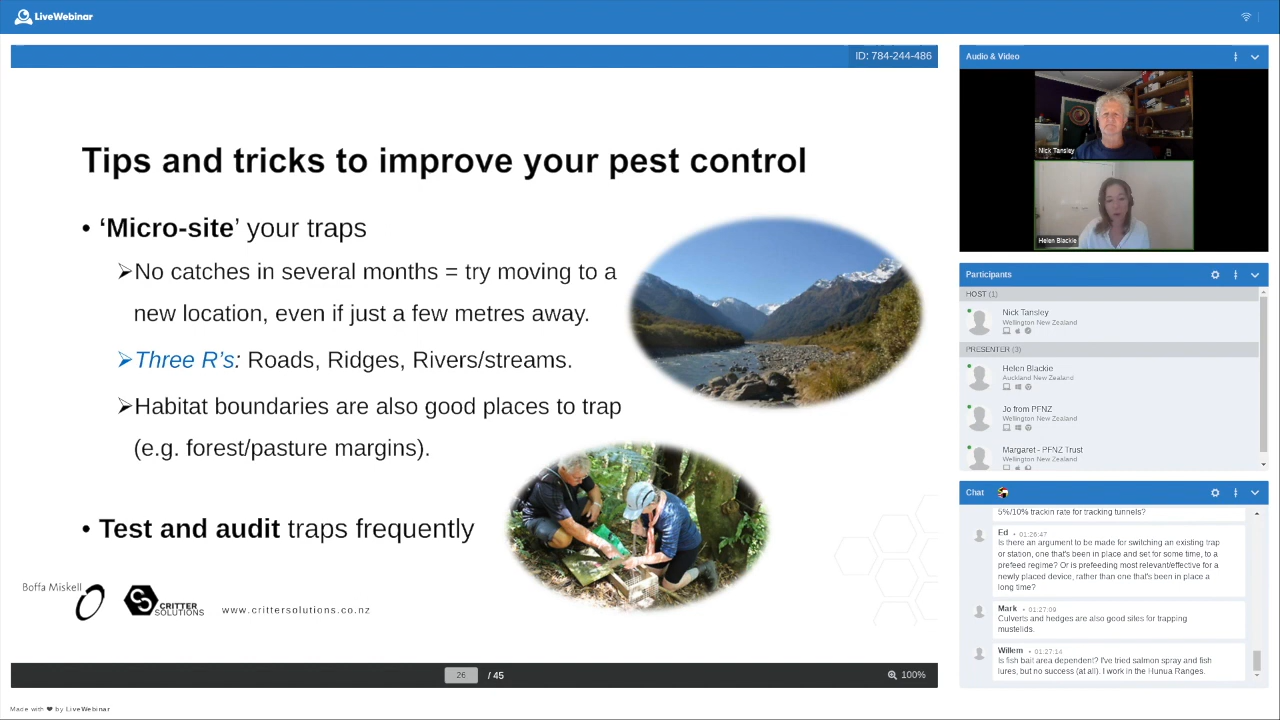 LiveWebinar
ID: 784-244-486
Tips and tricks to improve your pest control
• ‘Micro-site’ your traps
➢No catches in several months = try moving to a
new location, even if just a few metres away.
➢Three R’s: Roads, Ridges, Rivers/streams.
➢Habitat boundaries are also good places to trap
(e.g. forest/pasture margins).
• Test and audit traps frequently
Boffa Miskell
CRITTER
SOLUTIONS
www.crittersolutions.co.nz
26 / 45
100%
Made with ❤ by LiveWebinar
Audio & Video
Nick Tansley
Helen Blackie
Participants
HOST (1)
Nick Tansley
Wellington New Zealand
PRESENTER (3)
Helen Blackie
Auckland New Zealand
Jo from PFNZ
Wellington New Zealand
Margaret - PFNZ Trust
Wellington New Zealand
Chat
5%/10% trackin rate for tracking tunnels?
Ed • 01:26:47
Is there an argument to be made for switching an existing trap
or station, one that's been in place and set for some time, to a
prefeed regime? Or is prefeeding most relevant/effective for a
newly placed device, rather than one that's been in place a
long time?
Mark • 01:27:09
Culverts and hedges are also good sites for trapping
mustelids.
Willem • 01:27:14
Is fish bait area dependent? I've tried salmon spray and fish
lures, but no success (at all). I work in the Hunua Ranges.